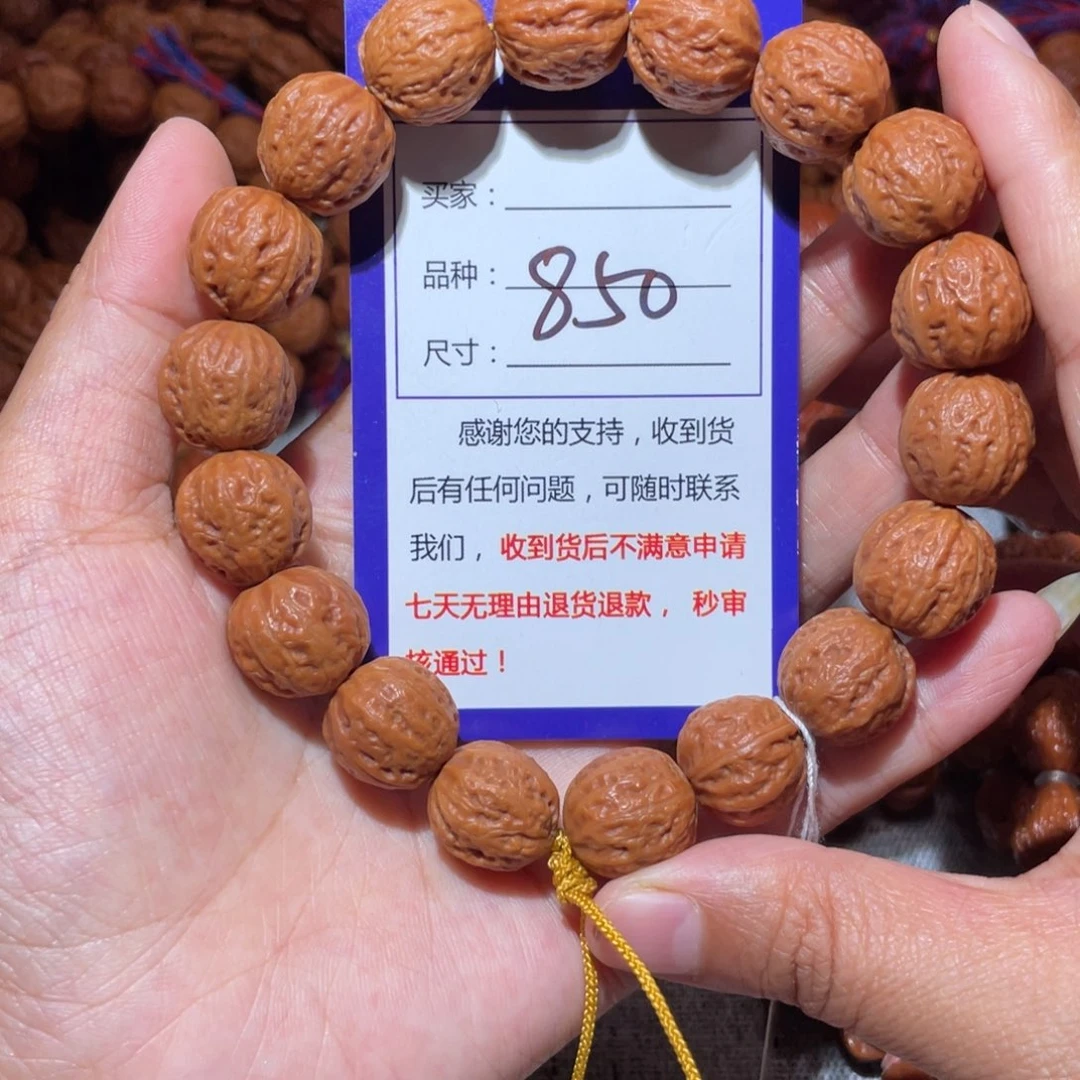 买家：
品种：850
尺寸：
感谢您的支持，收到货
后有任何问题，可随时联系
我们，收到货后不满意申请
七天无理由退货退款，秒审
核通过！